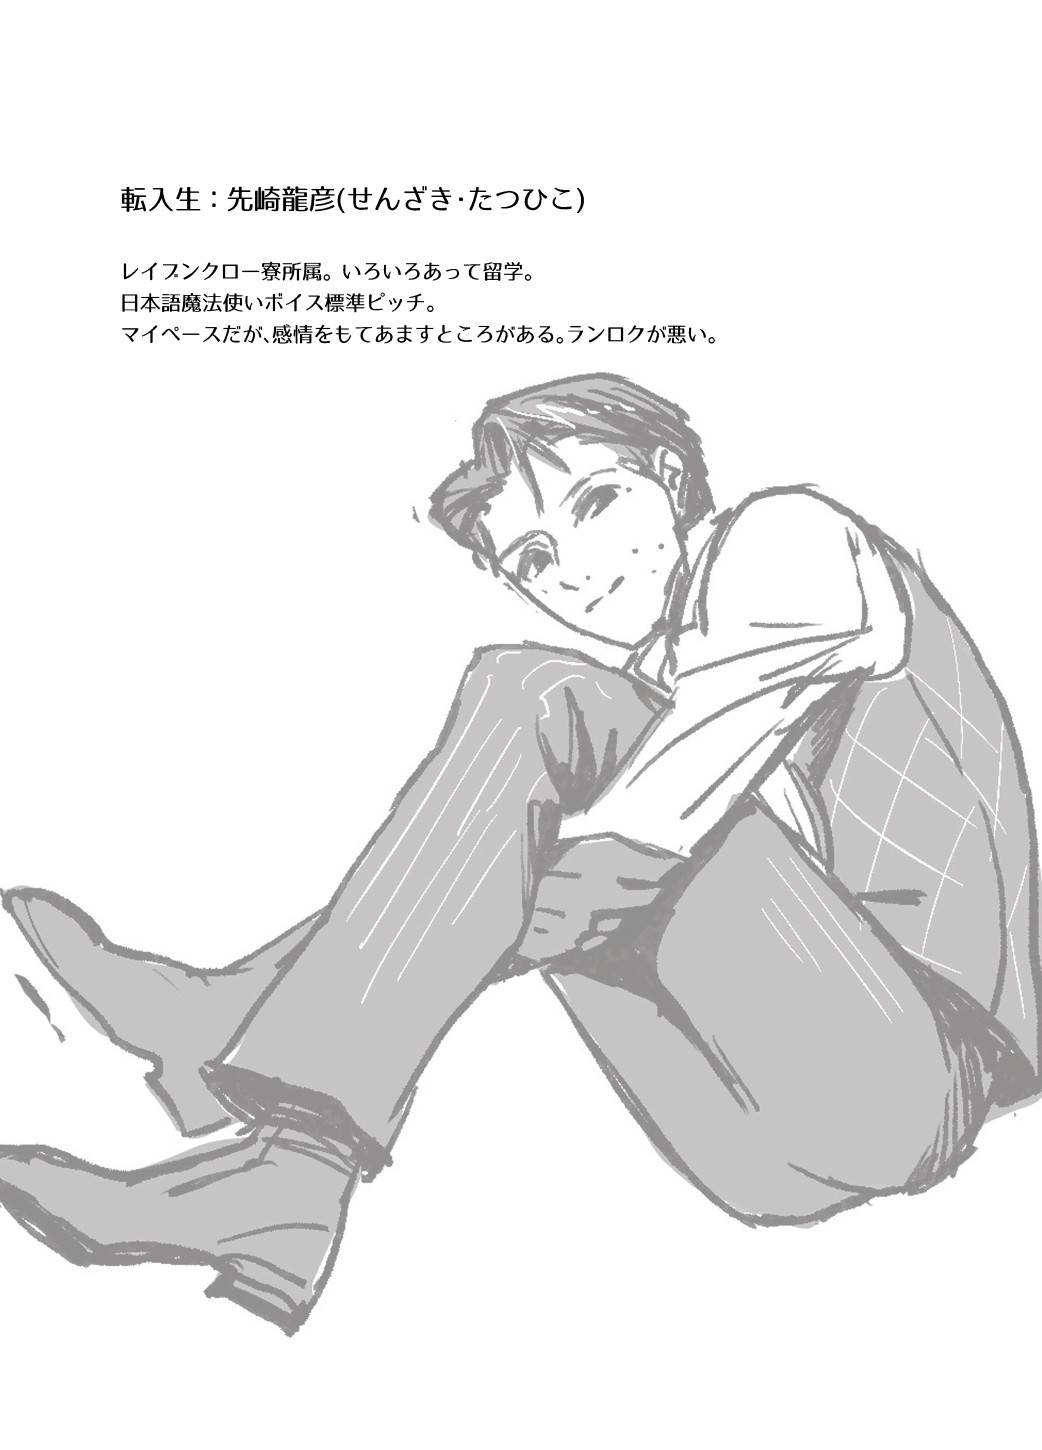 転入生：先崎龍彦(せんざき・たつひこ)
レイブンクロー寮所属。いろいろあって留学。
日本語魔法使いボイス標準ピッチ。
マイペースだが、感情をもてあますところがある。ランロクが悪い。